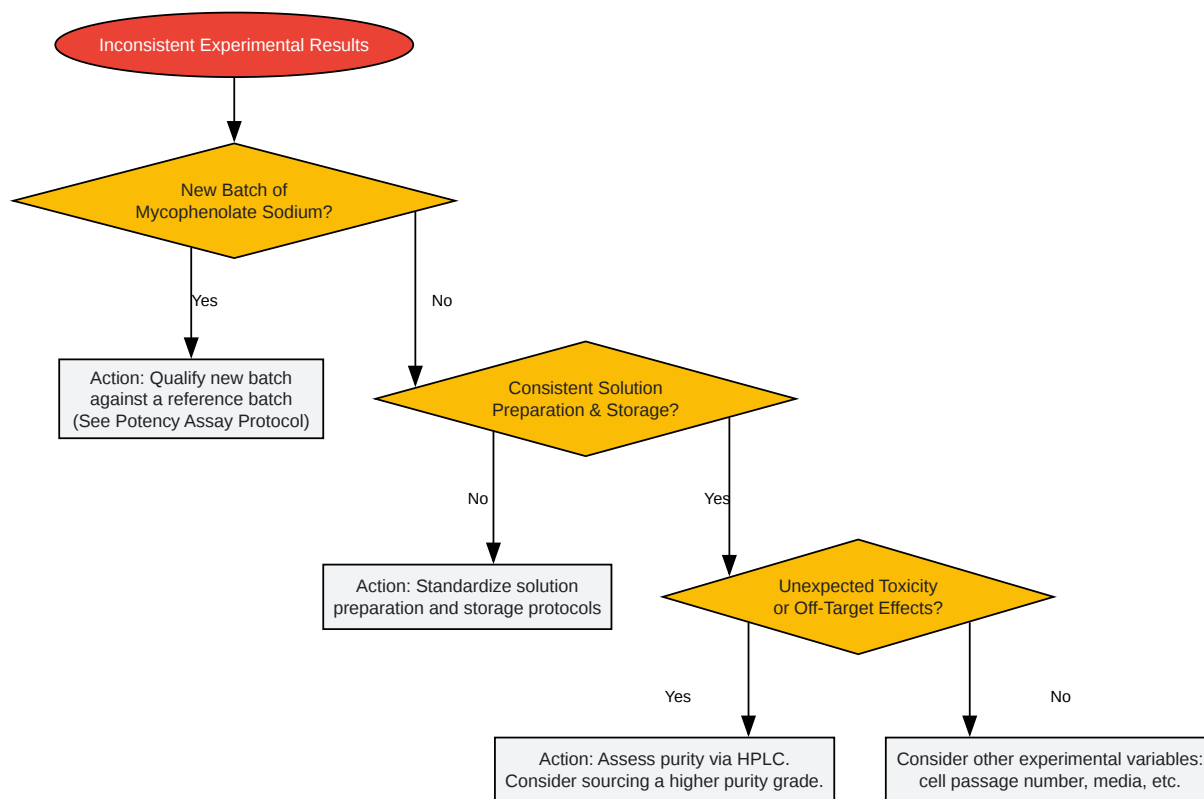 Inconsistent Experimental Results
New Batch of
Mycophenolate Sodium?
Yes
No
Action: Qualify new batch
against a reference batch
(See Potency Assay Protocol)
Consistent Solution
Preparation & Storage?
No
Yes
Action: Standardize solution
preparation and storage protocols
Unexpected Toxicity
or Off-Target Effects?
Yes
No
Action: Assess purity via HPLC.
Consider sourcing a higher purity grade.
Consider other experimental variables:
cell passage number, media, etc.